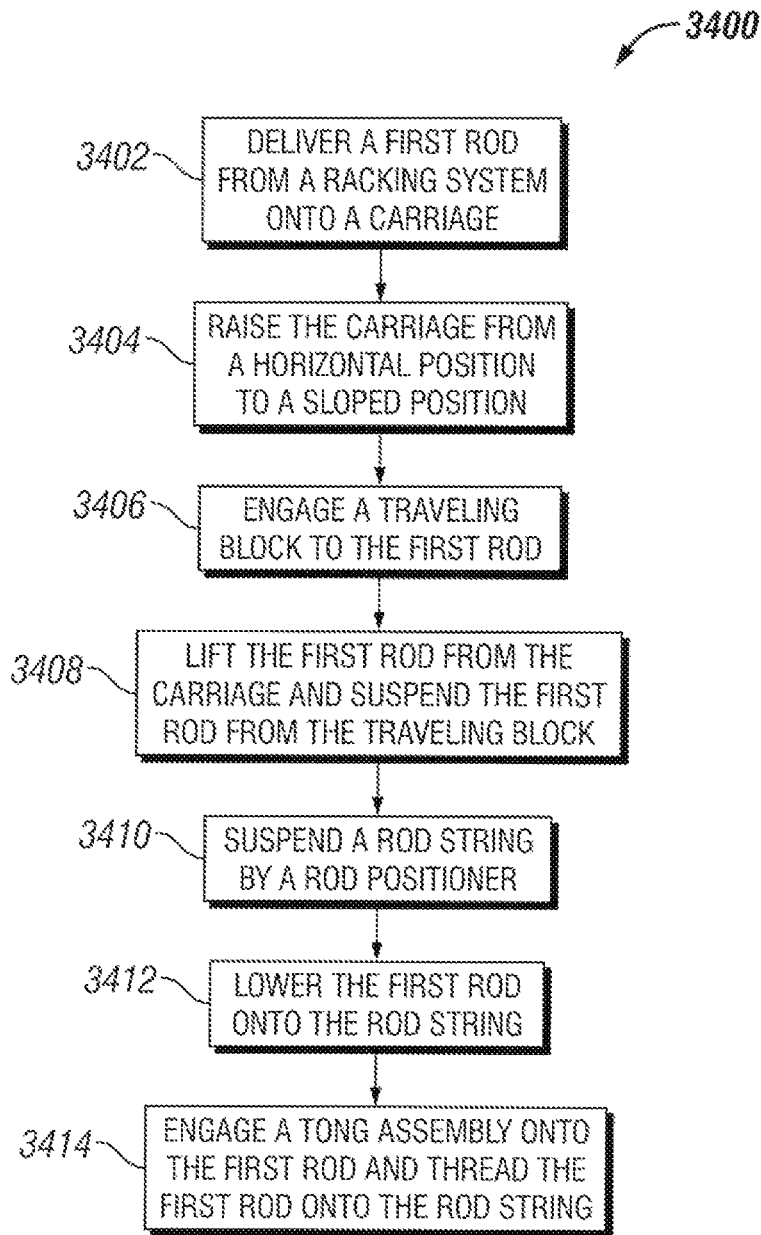 3400
3402
DELIVER A FIRST ROD
FROM A RACKING SYSTEM
ONTO A CARRIAGE
3404
RAISE THE CARRIAGE FROM
A HORIZONTAL POSITION
TO A SLOPED POSITION
3406
ENGAGE A TRAVELING
BLOCK TO THE FIRST ROD
3408
LIFT THE FIRST ROD FROM THE
CARRIAGE AND SUSPEND THE FIRST
ROD FROM THE TRAVELING BLOCK
3410
SUSPEND A ROD STRING
BY A ROD POSITIONER
3412
LOWER THE FIRST ROD
ONTO THE ROD STRING
3414
ENGAGE A TONG ASSEMBLY ONTO
THE FIRST ROD AND THREAD THE
FIRST ROD ONTO THE ROD STRING